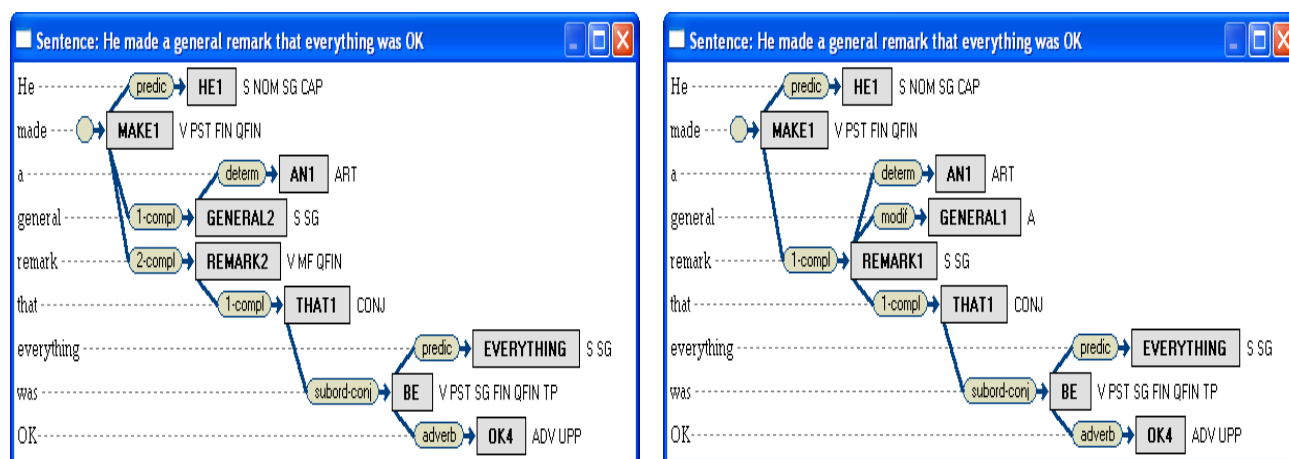 Sentence: He made a general remark that everything was OK
He predic HE1 S NOM SG CAP
made MAKE1 V PST FIN QFIN
a determ AN1 ART
general 1-compl GENERAL2 S SG
remark 2-compl REMARK2 V MF QFIN
that 1-compl THAT1 CONJ
everything predic EVERYTHING S SG
was subord-conj BE V PST SG FIN QFIN TP
OK adverb OK4 ADV UPP
Sentence: He made a general remark that everything was OK
He predic HE1 S NOM SG CAP
made MAKE1 V PST FIN QFIN
a determ AN1 ART
general modif GENERAL1 A
remark 1-compl REMARK1 S SG
that 1-compl THAT1 CONJ
everything predic EVERYTHING S SG
was subord-conj BE V PST SG FIN QFIN TP
OK adverb OK4 ADV UPP